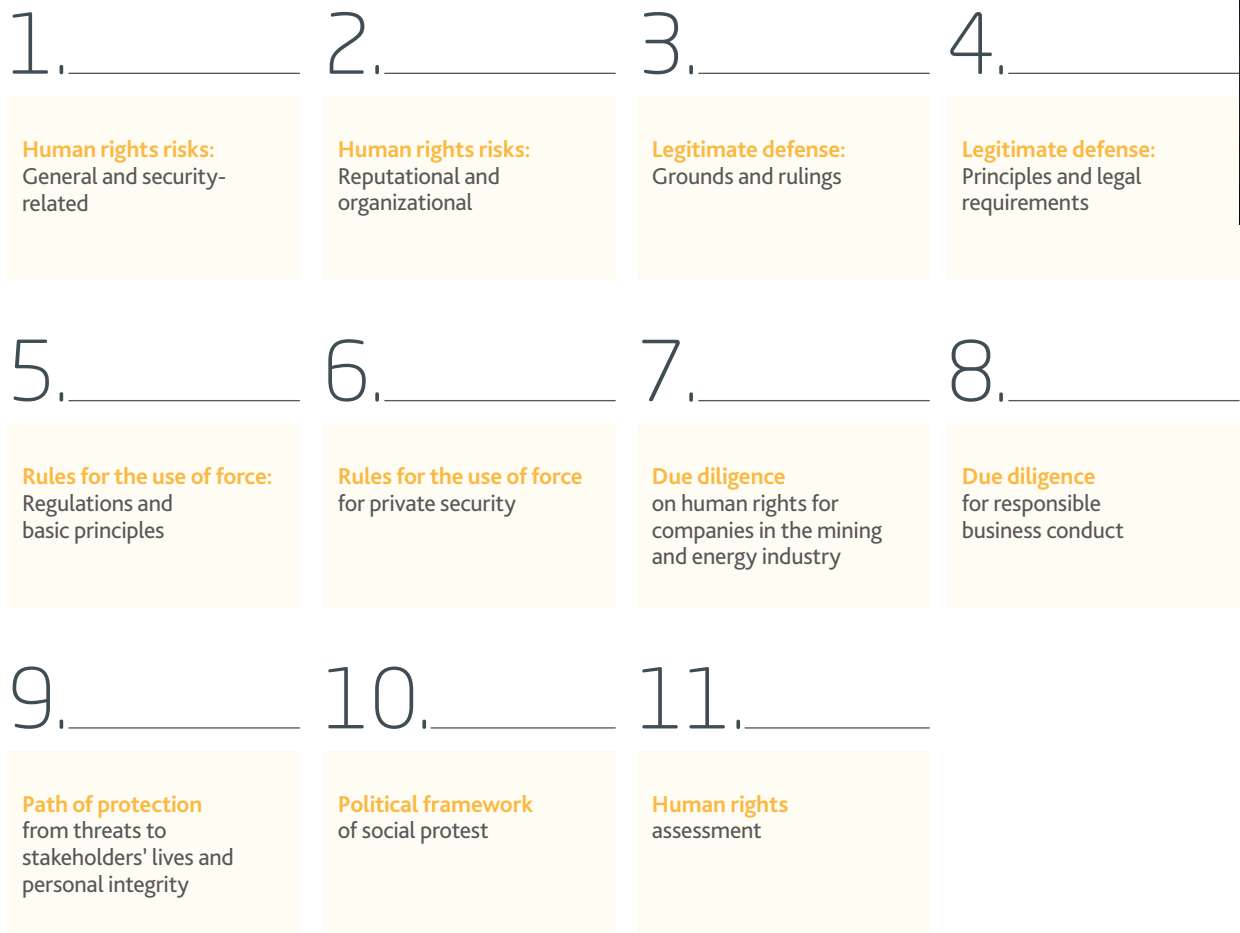 1.
Human rights risks:
General and security-
related
2.
Human rights risks:
Reputational and
organizational
3.
Legitimate defense:
Grounds and rulings
4.
Legitimate defense:
Principles and legal
requirements
5.
Rules for the use of force:
Regulations and
basic principles
6.
Rules for the use of force
for private security
7.
Due diligence
on human rights for
companies in the mining
and energy industry
8.
Due diligence
for responsible
business conduct
9.
Path of protection
from threats to
stakeholders’ lives and
personal integrity
10.
Political framework
of social protest
11.
Human rights
assessment